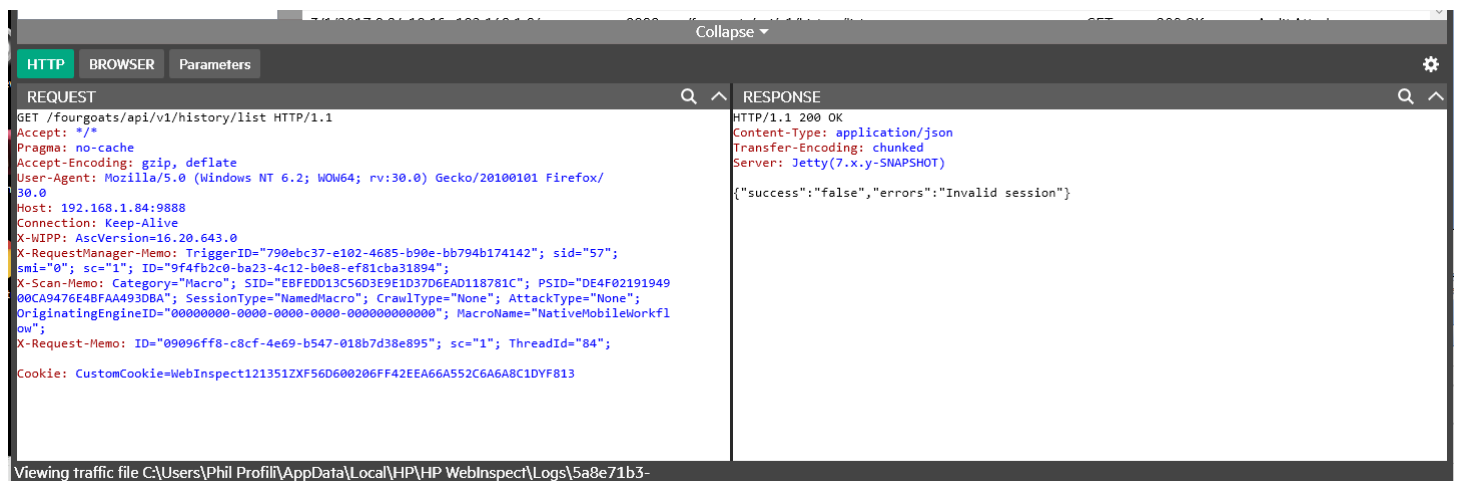 Collapse
HTTP BROWSER Parameters
REQUEST
GET /fourgoats/api/v1/history/list HTTP/1.1
Accept: */*
Pragma: no-cache
Accept-Encoding: gzip, deflate
User-Agent: Mozilla/5.0 (Windows NT 6.2; WOW64; rv:30.0) Gecko/20100101 Firefox/
30.0
Host: 192.168.1.84:9888
Connection: Keep-Alive
X-WIPP: AscVersion=16.20.643.0
X-RequestManager-Memo: TriggerID="790ebc37-e102-4685-b90e-bb794b174142"; sid="57";
smi="0"; sc="1"; ID="9f4fb2c0-ba23-4c12-b0e8-ef81cba31894";
X-Scan-Memo: Category="Macro"; SID="EBFEDD13C56D3E9E1D37D6EAD118781C"; PSID="DE4F02191949
00CA9476E4BFAA493DBA"; SessionType="NamedMacro"; CrawlType="None"; AttackType="None";
OriginatingEngineID="00000000-0000-0000-0000-000000000000"; MacroName="NativeMobileWorkfl
ow";
X-Request-Memo: ID="09096ff8-c8cf-4e69-b547-018b7d38e895"; sc="1"; ThreadId="84";
Cookie: CustomCookie=WebInspect121351ZXF56D600206FF42EEA66A552C6A6A8C1DYF813
RESPONSE
HTTP/1.1 200 OK
Content-Type: application/json
Transfer-Encoding: chunked
Server: Jetty(7.x.y-SNAPSHOT)
{"success":"false","errors":"Invalid session"}
Viewing traffic file C:\Users\Phil Profili\AppData\Local\HP\HP WebInspect\Logs\5a8e71b3-